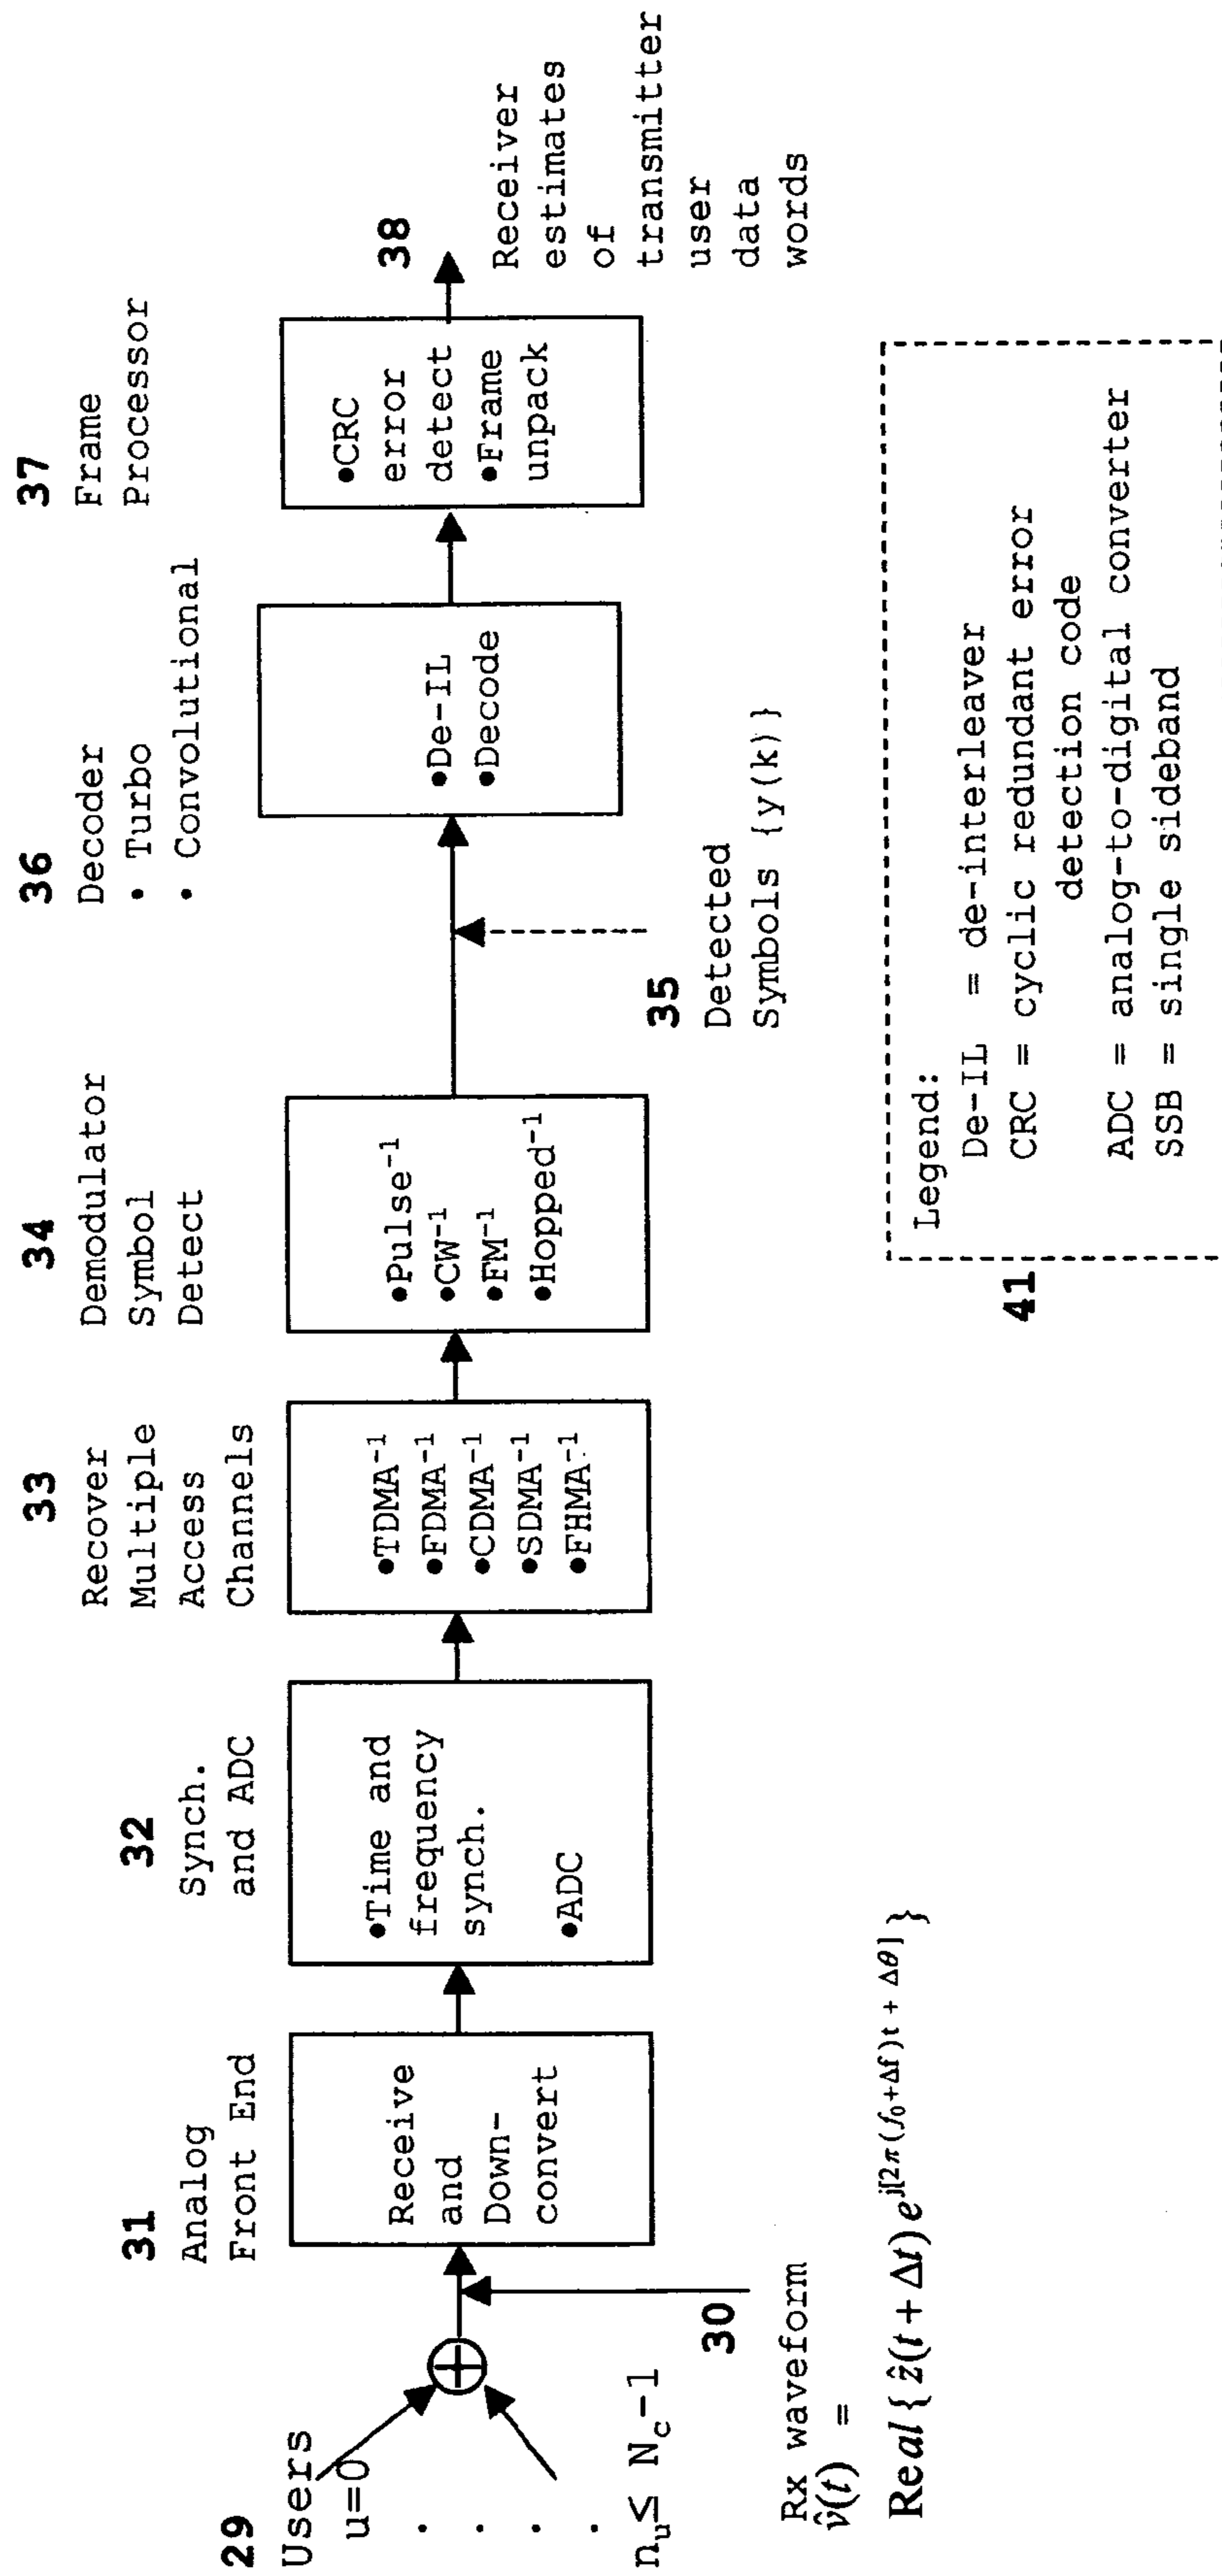 29
Users
u=0
.
.
.
.
nᵤ≤ N_c-1
30
Rx waveform
v̂(t) =
Real{ẑ(t + Δt) e^{j[2π(f₀+Δf)t + Δθ]}}
31
Analog
Front End
Receive
and
Down-
convert
32
Synch.
and ADC
•Time and
frequency
synch.
•ADC
33
Recover
Multiple
Access
Channels
•TDMA⁻¹
•FDMA⁻¹
•CDMA⁻¹
•SDMA⁻¹
•FHMA⁻¹
34
Demodulator
Symbol
Detect
•Pulse⁻¹
•CW⁻¹
•FM⁻¹
•Hopped⁻¹
35
Detected
Symbols {y(k)}
36
Decoder
• Turbo
• Convolutional
•De-IL
•Decode
37
Frame
Processor
•CRC
error
detect
•Frame
unpack
38
Receiver
estimates
of
transmitter
user
data
words
41
Legend:
De-IL = de-interleaver
CRC = cyclic redundant error
detection code
ADC = analog-to-digital converter
SSB = single sideband